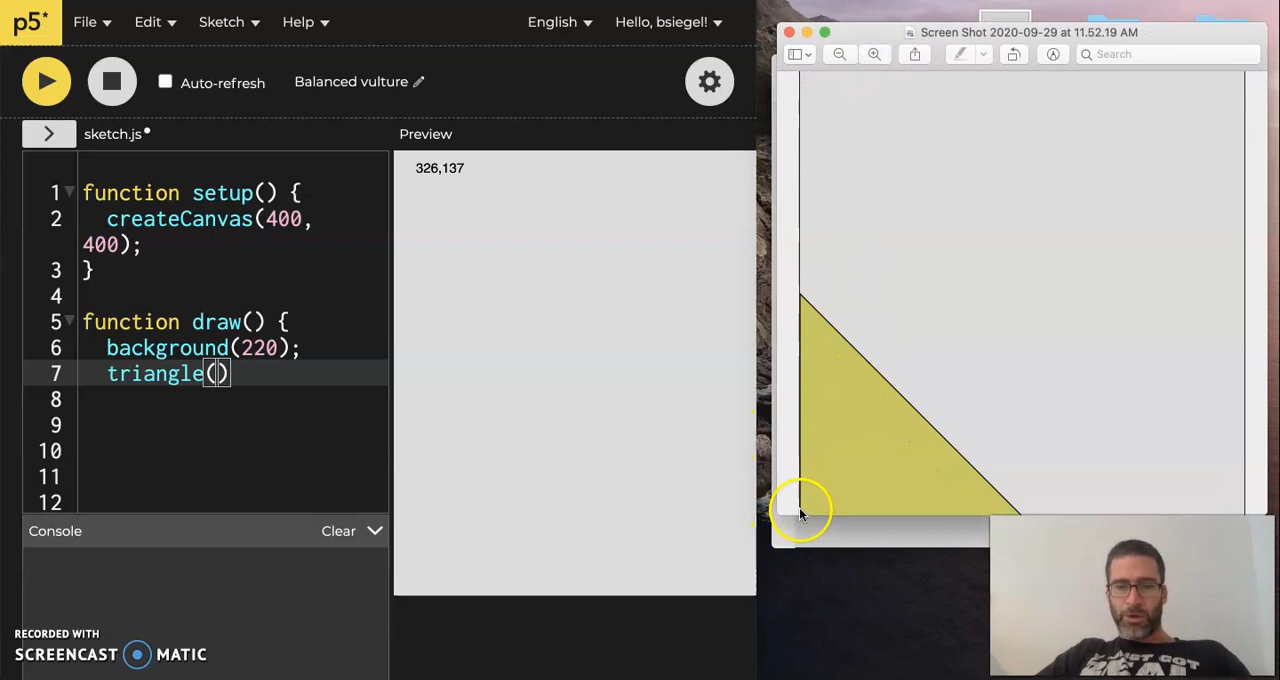 p5* File Edit Sketch Help English Hello, bsiegel!
Auto-refresh Balanced vulture
sketch.js Preview
326,137
1 function setup() {
2 createCanvas(400,
400);
3 }
4
5 function draw() {
6 background(220);
7 triangle()
8
9
10
11
12
Console Clear
RECORDED WITH
SCREENCAST MATIC
Screen Shot 2020-09-29 at 11.52.19 AM
Search
JUST GOT